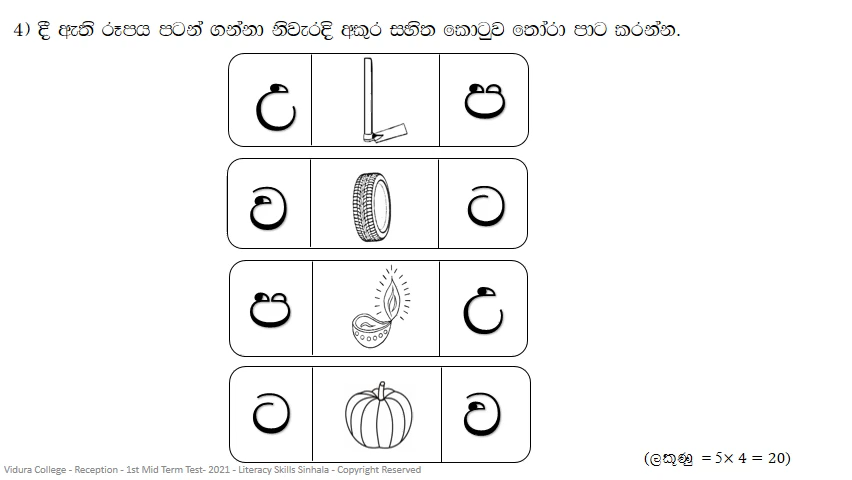 4) දී ඇති රූපය පටන් ගන්නා නිවැරදි අකුර සහිත කොටුව තෝරා පාට කරන්න.
උ ප
ව ට
ප උ
ට ව
(ලකුණු = 5× 4 = 20)
Vidura College - Reception - 1st Mid Term Test- 2021 - Literacy Skills Sinhala - Copyright Reserved